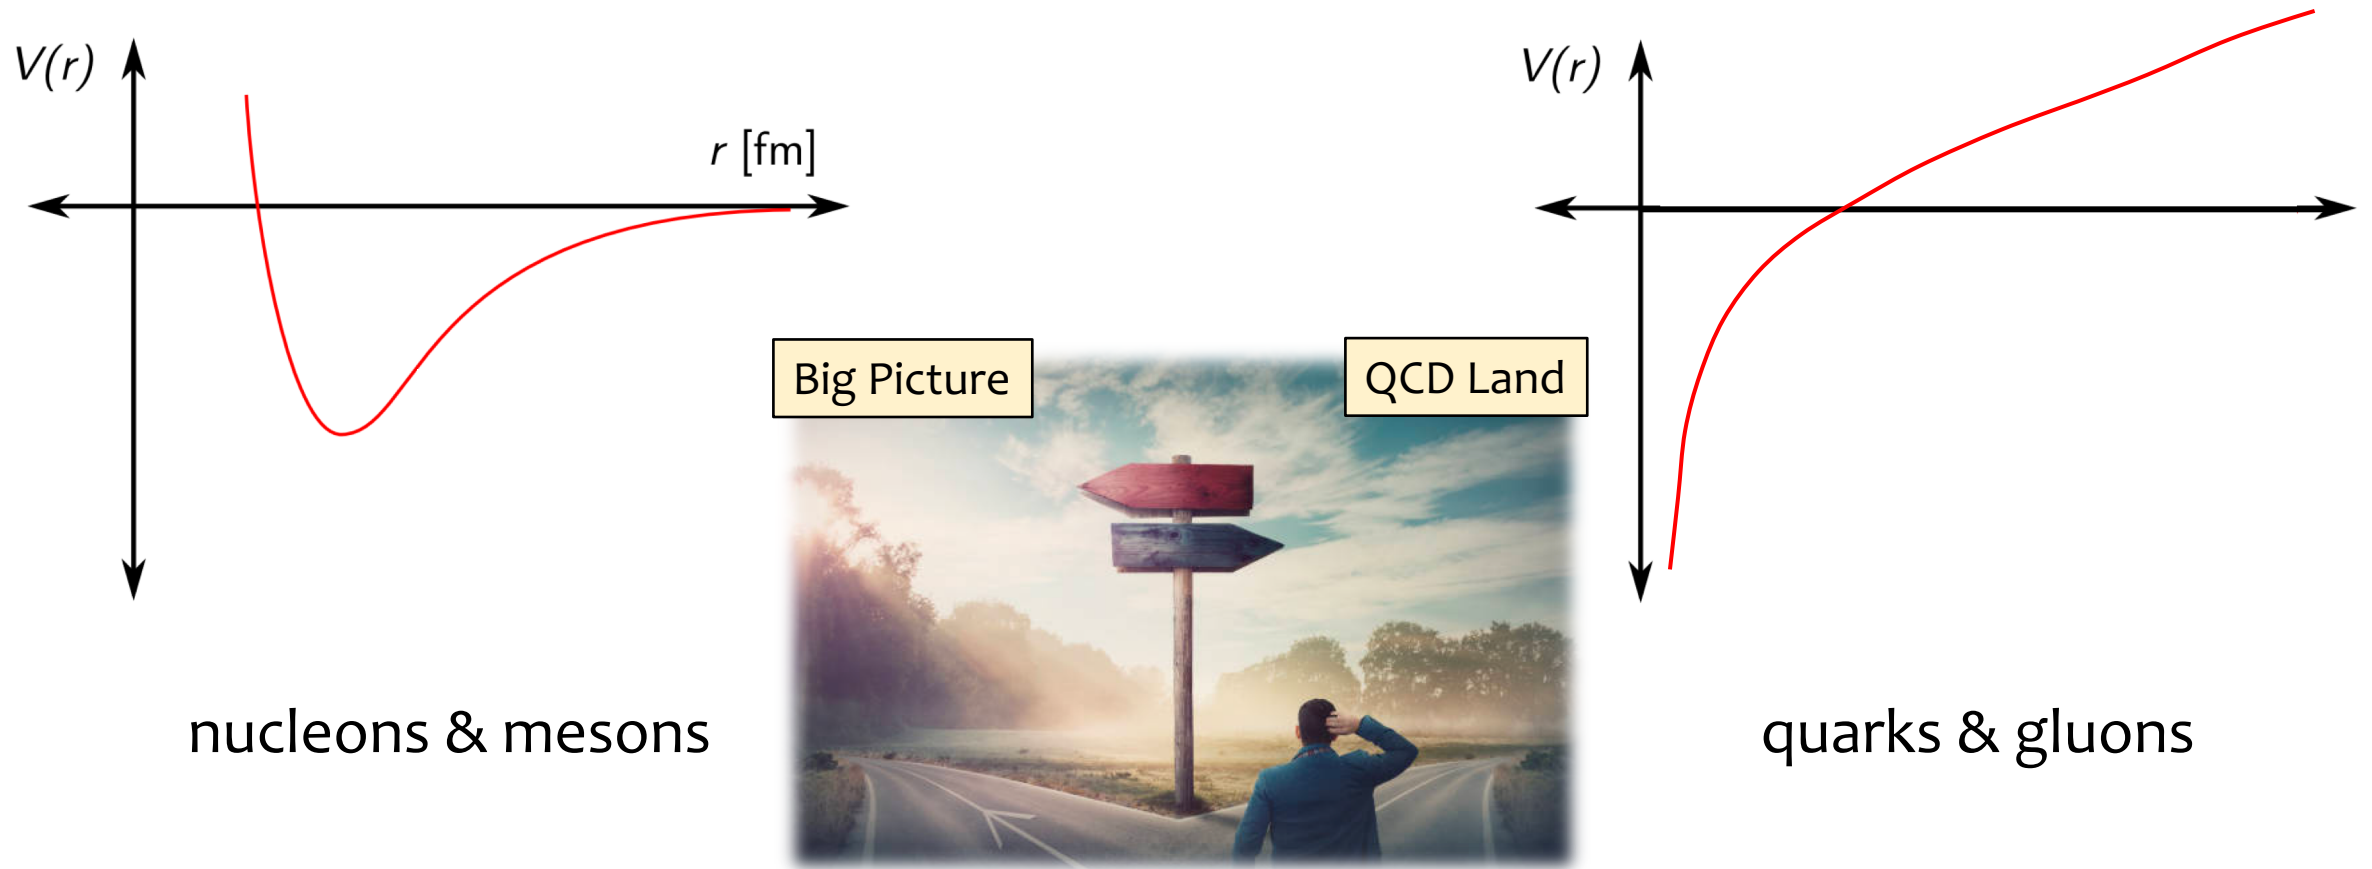 V(r)
r [fm]
V(r)
Big Picture
QCD Land
nucleons & mesons
quarks & gluons